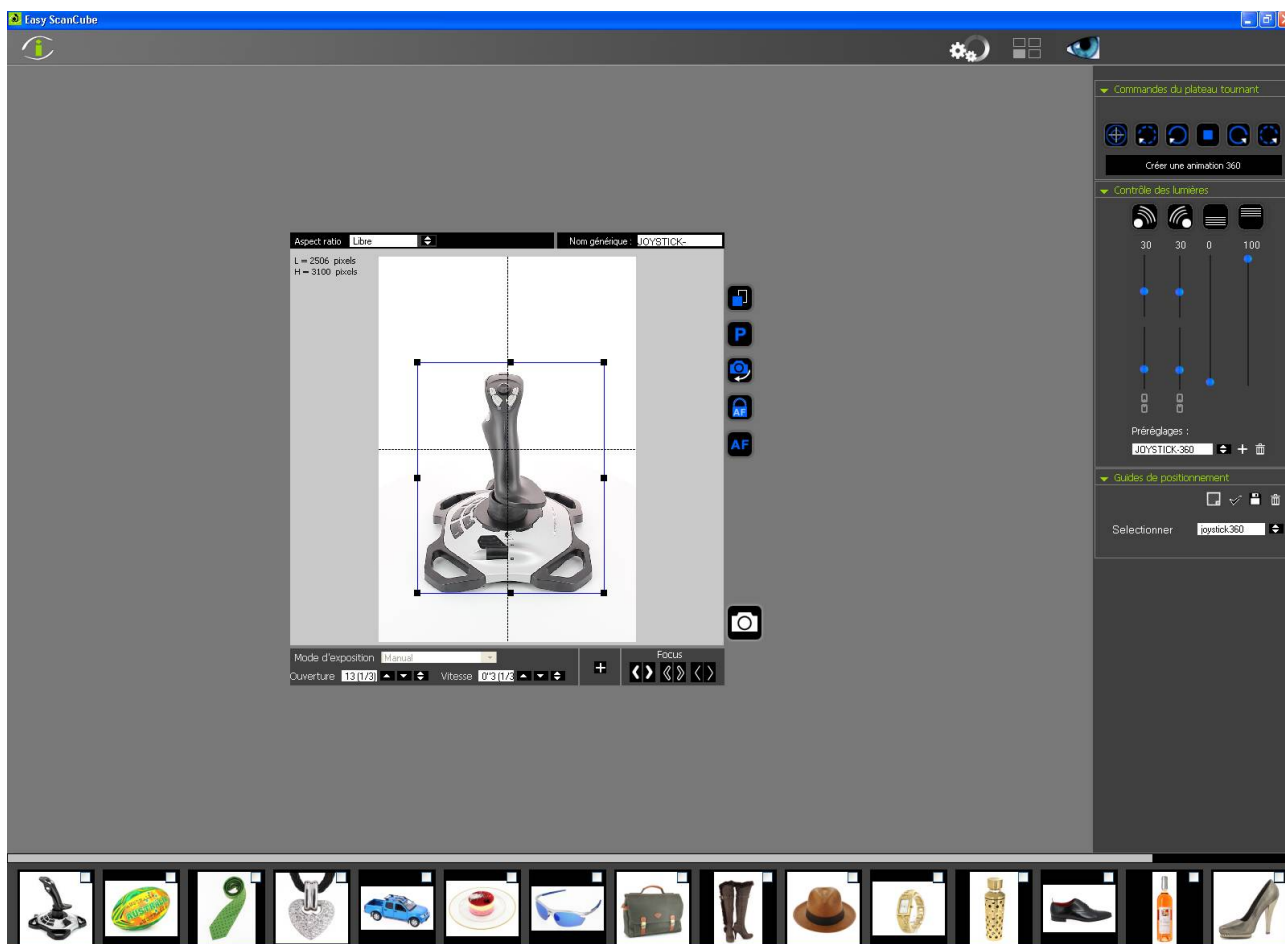 Easy ScanCube
Commandes du plateau tournant
Créer une animation 360
Contrôle des lumières
30 30 0 100
Préréglages :
JOYSTICK-360
Guides de positionnement
Selectionner joystick360
Aspect ratio Libre Nom générique : JOYSTICK-
L = 2506 pixels
H = 3100 pixels
P
AF
AF
Mode d'exposition Manual Focus
Ouverture 13 (1/3) Vitesse 0"3 (1/3
AUSTRALIA